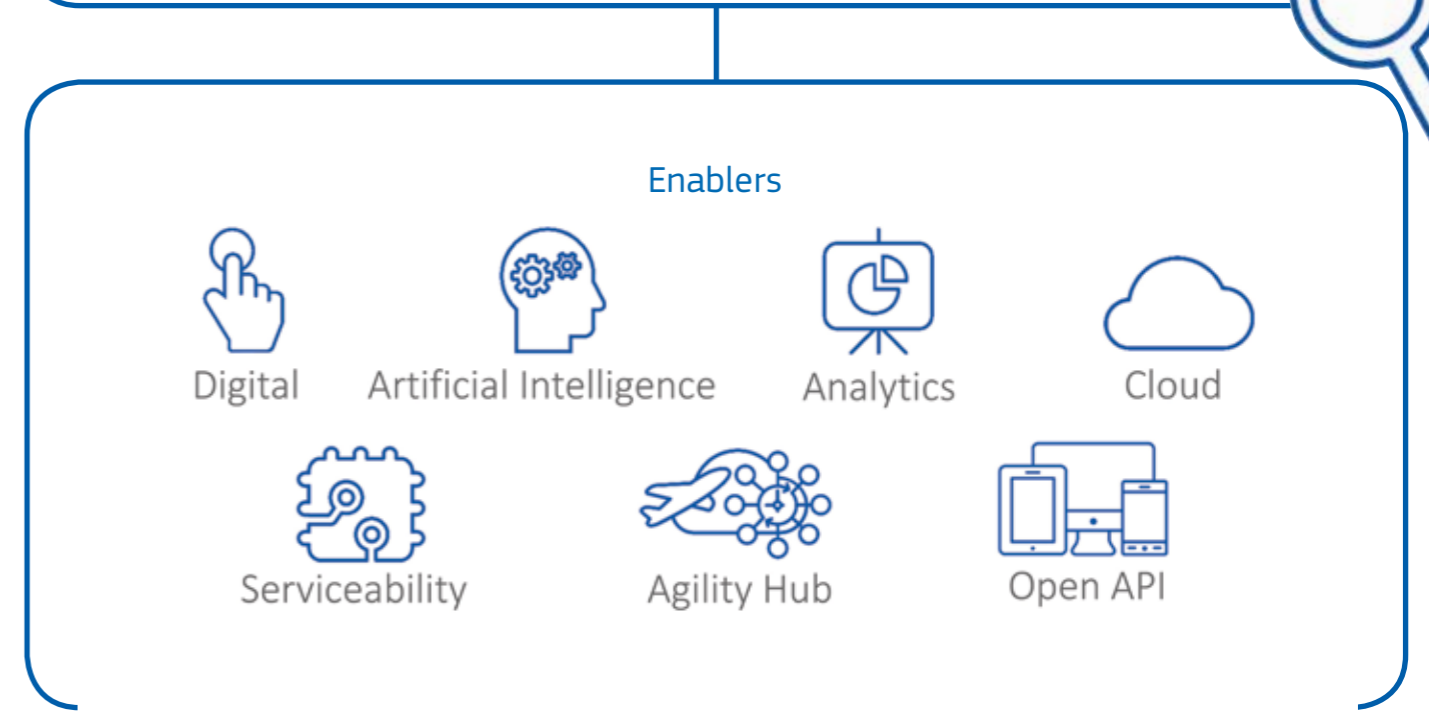 Enablers
Digital
Artificial Intelligence
Analytics
Cloud
Serviceability
Agility Hub
Open API